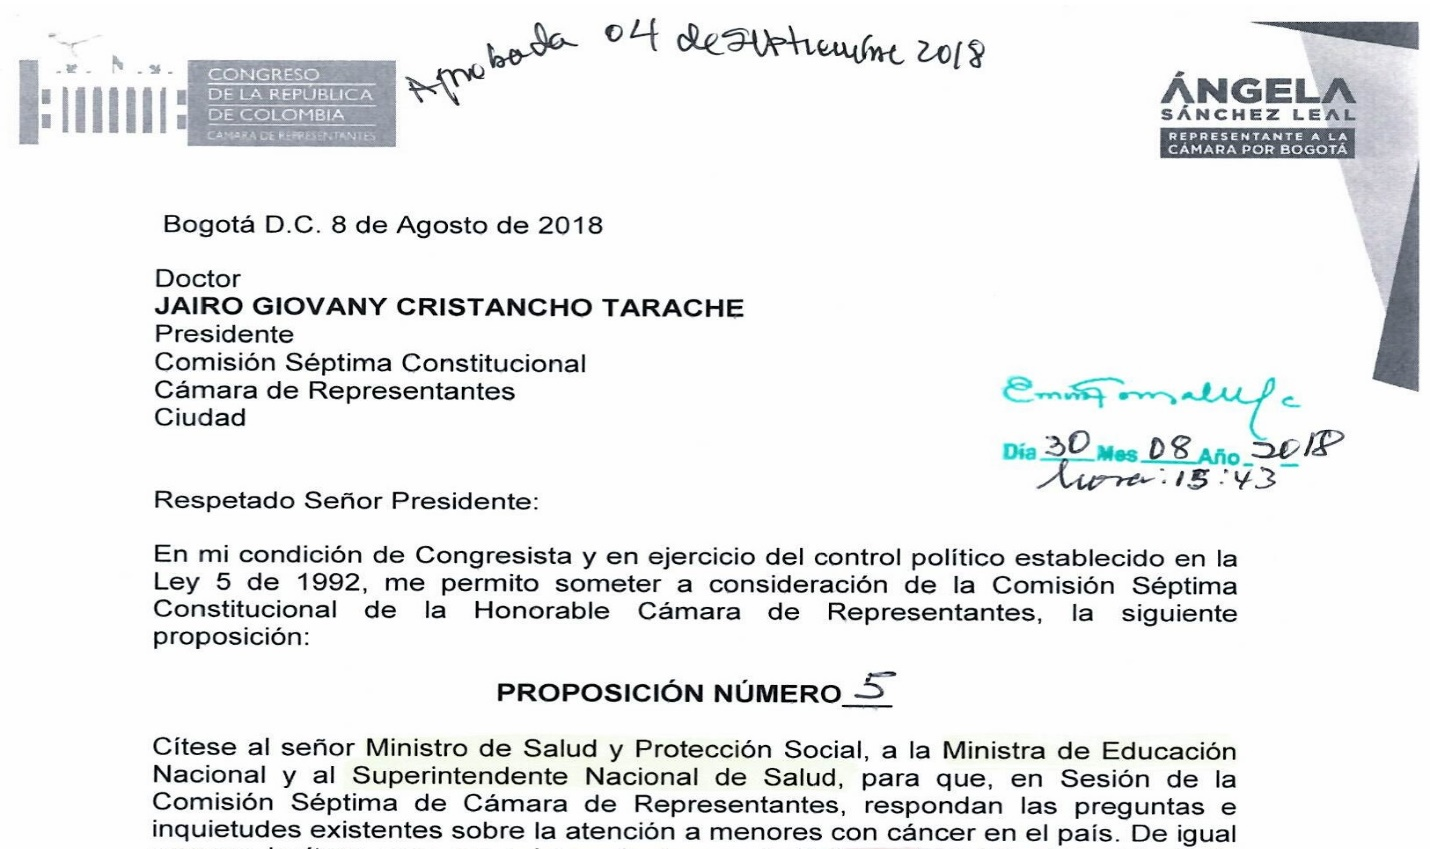 Aprobada 04 de Septiembre 2018
CONGRESO
DE LA REPÚBLICA
DE COLOMBIA
CÁMARA DE REPRESENTANTES
ÁNGELA
SÁNCHEZ LEAL
REPRESENTANTE A LA
CÁMARA POR BOGOTÁ
Bogotá D.C. 8 de Agosto de 2018
Doctor
JAIRO GIOVANY CRISTANCHO TARACHE
Presidente
Comisión Séptima Constitucional
Cámara de Representantes
Ciudad
Día 30 Mes 08 Año 2018
hora: 15:43
Respetado Señor Presidente:
En mi condición de Congresista y en ejercicio del control político establecido en la
Ley 5 de 1992, me permito someter a consideración de la Comisión Séptima
Constitucional de la Honorable Cámara de Representantes, la siguiente
proposición:
PROPOSICIÓN NÚMERO 5
Cítese al señor Ministro de Salud y Protección Social, a la Ministra de Educación
Nacional y al Superintendente Nacional de Salud, para que, en Sesión de la
Comisión Séptima de Cámara de Representantes, respondan las preguntas e
inquietudes existentes sobre la atención a menores con cáncer en el país. De igual